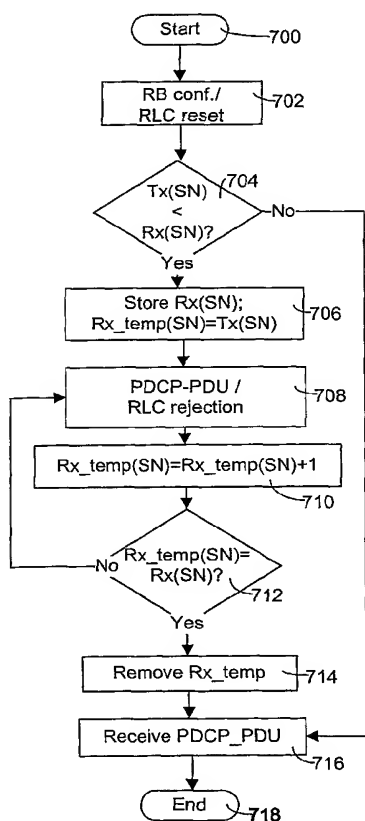 Start
700
RB conf./
RLC reset
702
704
Tx(SN)
<
Rx(SN)?
No
Yes
Store Rx(SN);
Rx_temp(SN)=Tx(SN)
706
PDCP-PDU /
RLC rejection
708
Rx_temp(SN)=Rx_temp(SN)+1
710
Rx_temp(SN)=
Rx(SN)?
No
712
Yes
Remove Rx_temp
714
Receive PDCP_PDU
716
End
718